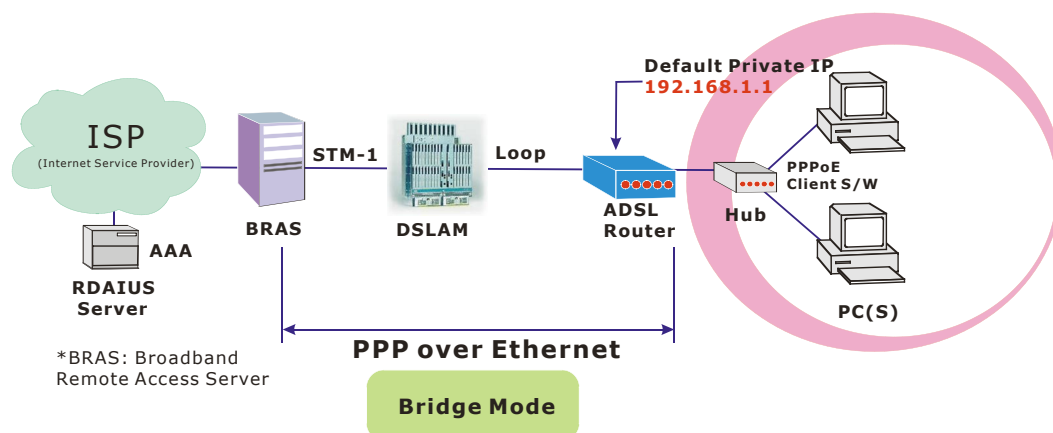 ISP
(Internet Service Provider)
AAA
RDAIUS
Server
BRAS
STM-1
DSLAM
Loop
Default Private IP
192.168.1.1
ADSL
Router
Hub
PPPoE
Client S/W
PC(S)
PPP over Ethernet
*BRAS: Broadband
Remote Access Server
Bridge Mode